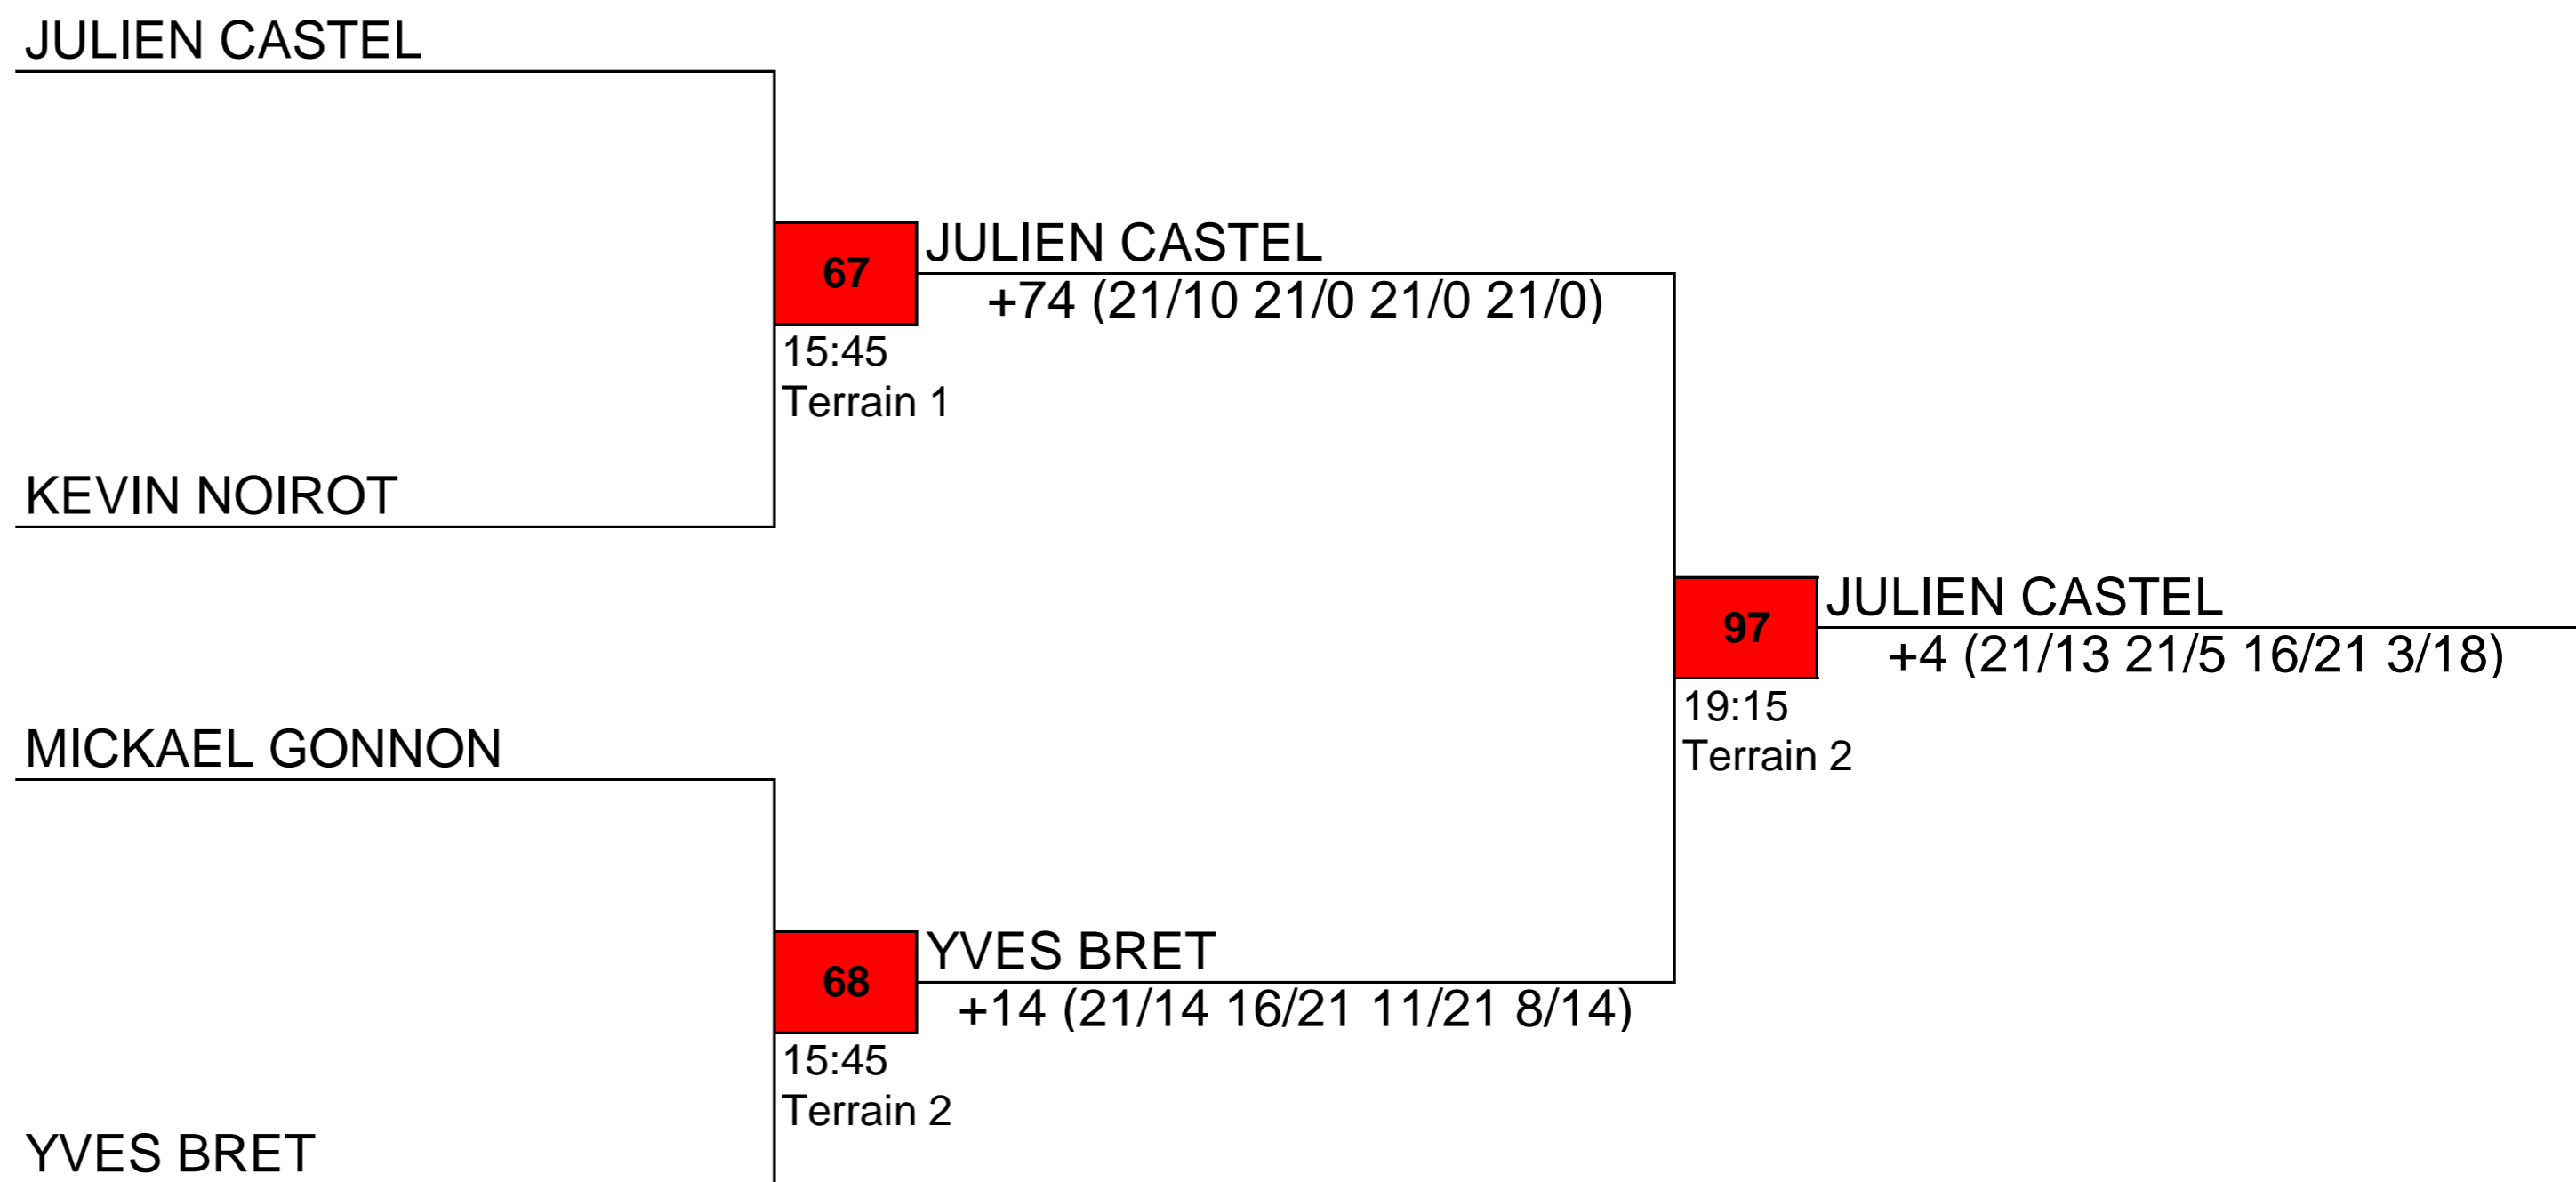 JULIEN CASTEL
67
JULIEN CASTEL
+74 (21/10 21/0 21/0 21/0)
15:45
Terrain 1
KEVIN NOIROT
97
JULIEN CASTEL
+4 (21/13 21/5 16/21 3/18)
19:15
Terrain 2
MICKAEL GONNON
68
YVES BRET
+14 (21/14 16/21 11/21 8/14)
15:45
Terrain 2
YVES BRET